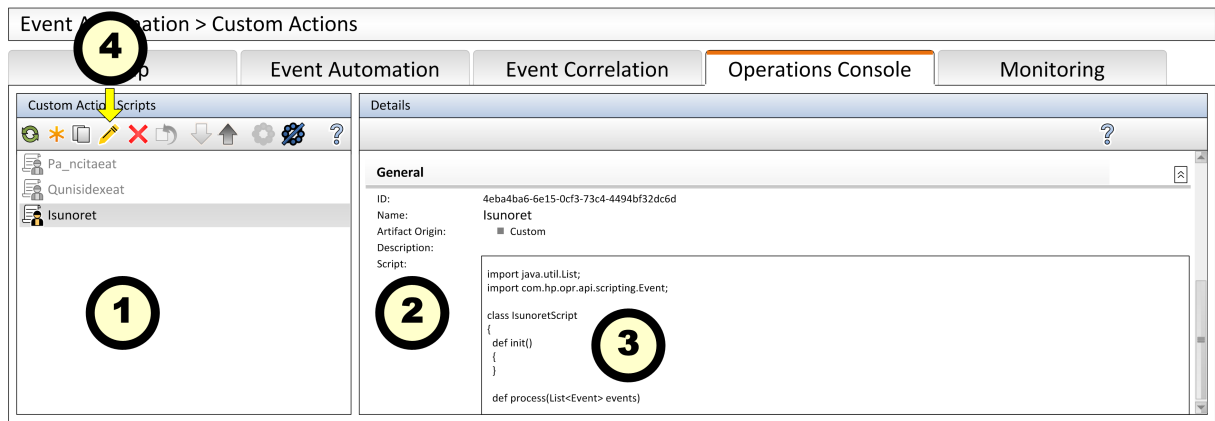 Event Automation > Custom Actions
4
Event Automation
Event Correlation
Operations Console
Monitoring
Custom Action Scripts
Details
Pa_ncitaeat
Qunisidexeat
Isunoret
General
ID: 4eba4ba6-6e15-0cf3-73c4-4494bf32dc6d
Name: Isunoret
Artifact Origin: Custom
Description:
Script:
import java.util.List;
import com.hp.opr.api.scripting.Event;
class IsunoretScript
{
def init()
{
}
def process(List<Event> events)
1
2
3